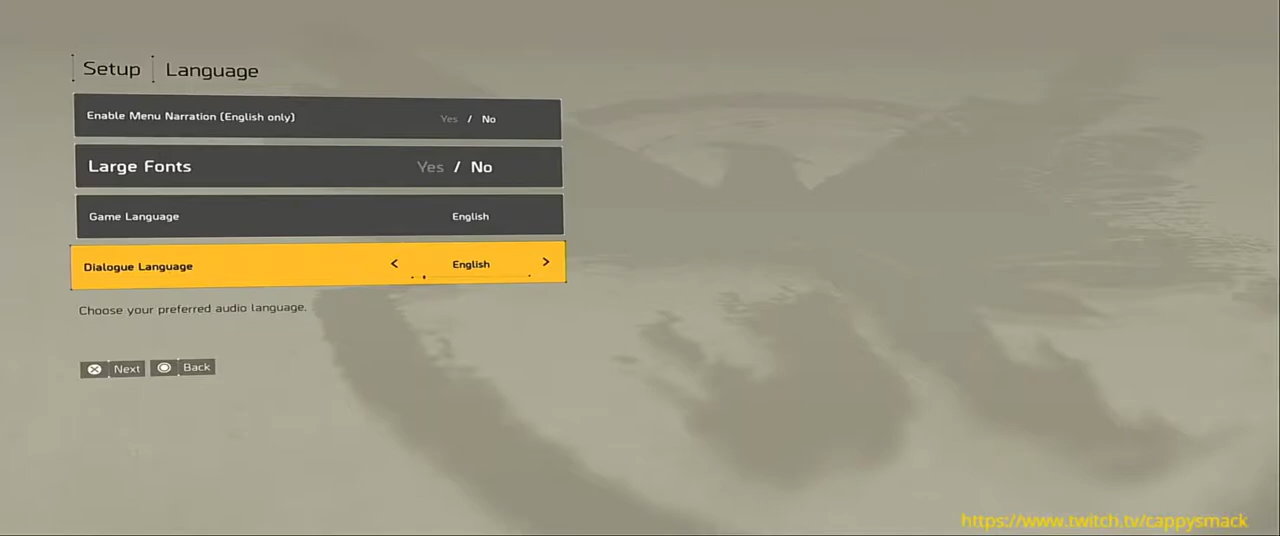 Setup Language
Enable Menu Narration (English only) Yes / No
Large Fonts Yes / No
Game Language English
Dialogue Language < English >
Choose your preferred audio language.
Next Back
https://www.twitch.tv/cappysmack